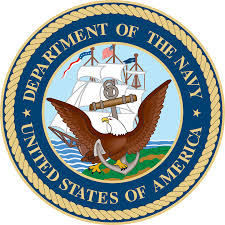 DEPARTMENT OF THE NAVY
UNITED STATES OF AMERICA